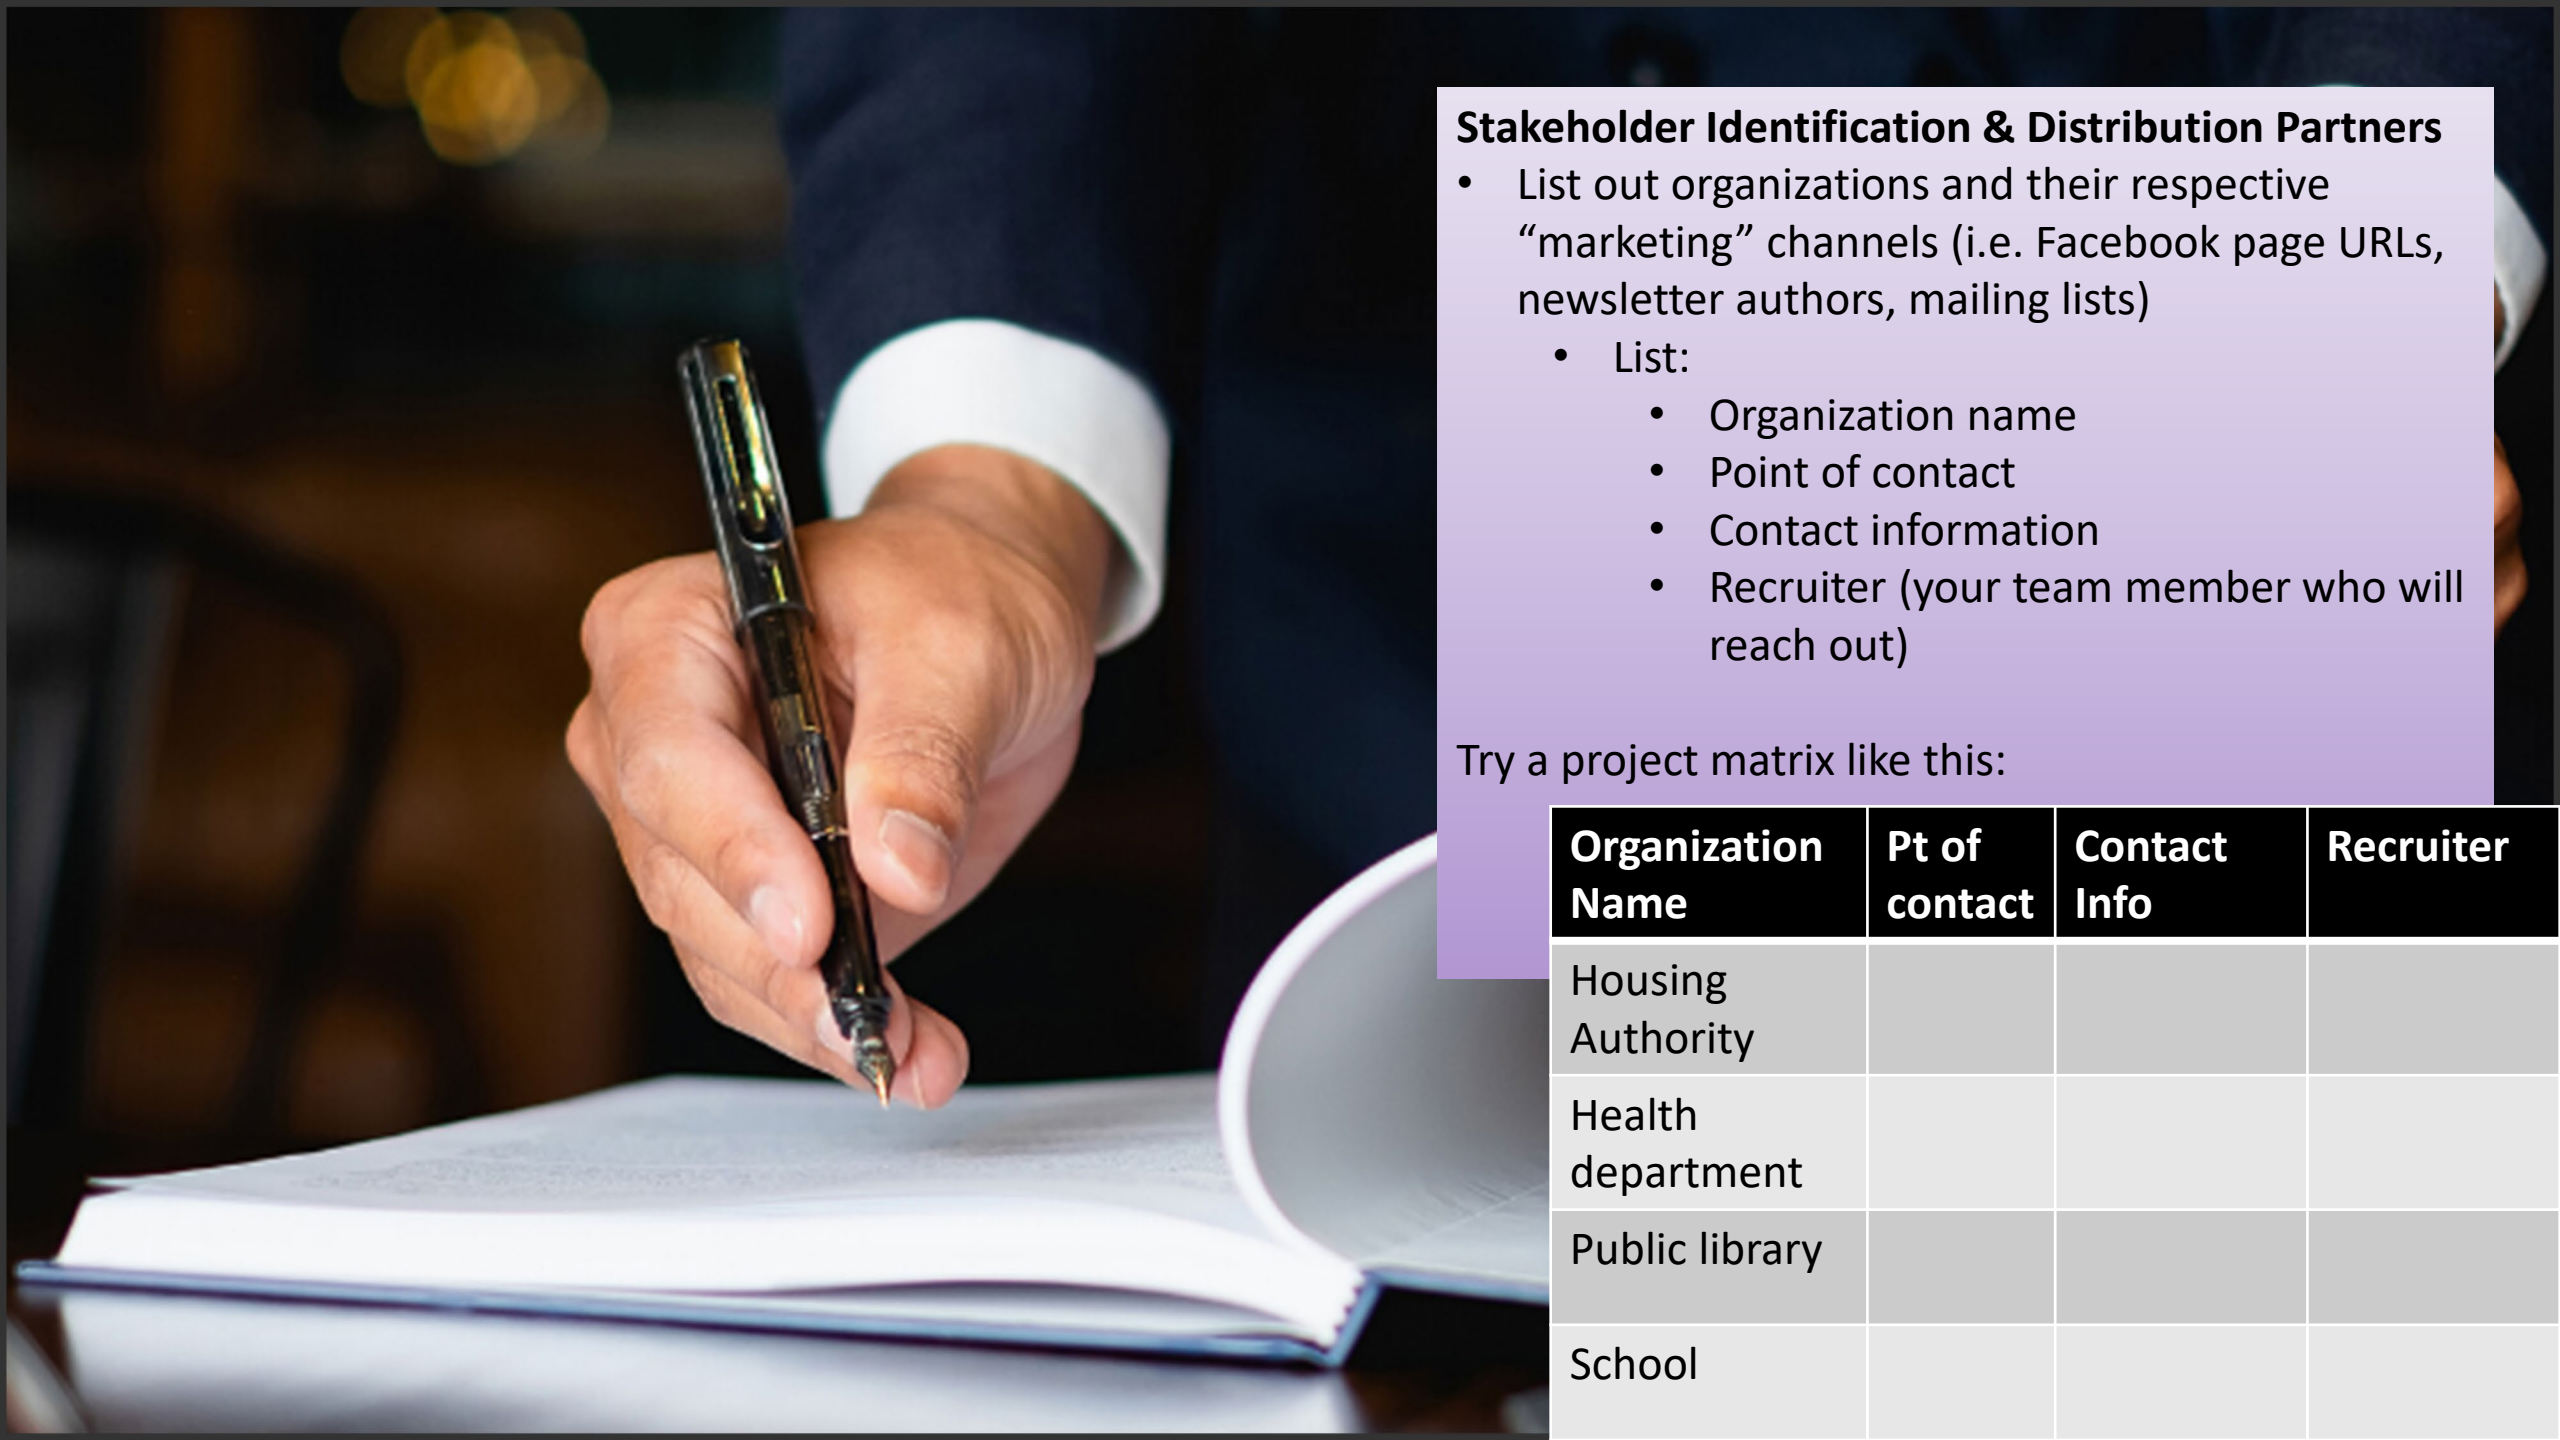 Stakeholder Identification & Distribution Partners
• List out organizations and their respective
“marketing” channels (i.e. Facebook page URLs,
newsletter authors, mailing lists)
• List:
• Organization name
• Point of contact
• Contact information
• Recruiter (your team member who will
reach out)
Try a project matrix like this:
Organization Name Pt of contact Contact Info Recruiter
Housing Authority
Health department
Public library
School